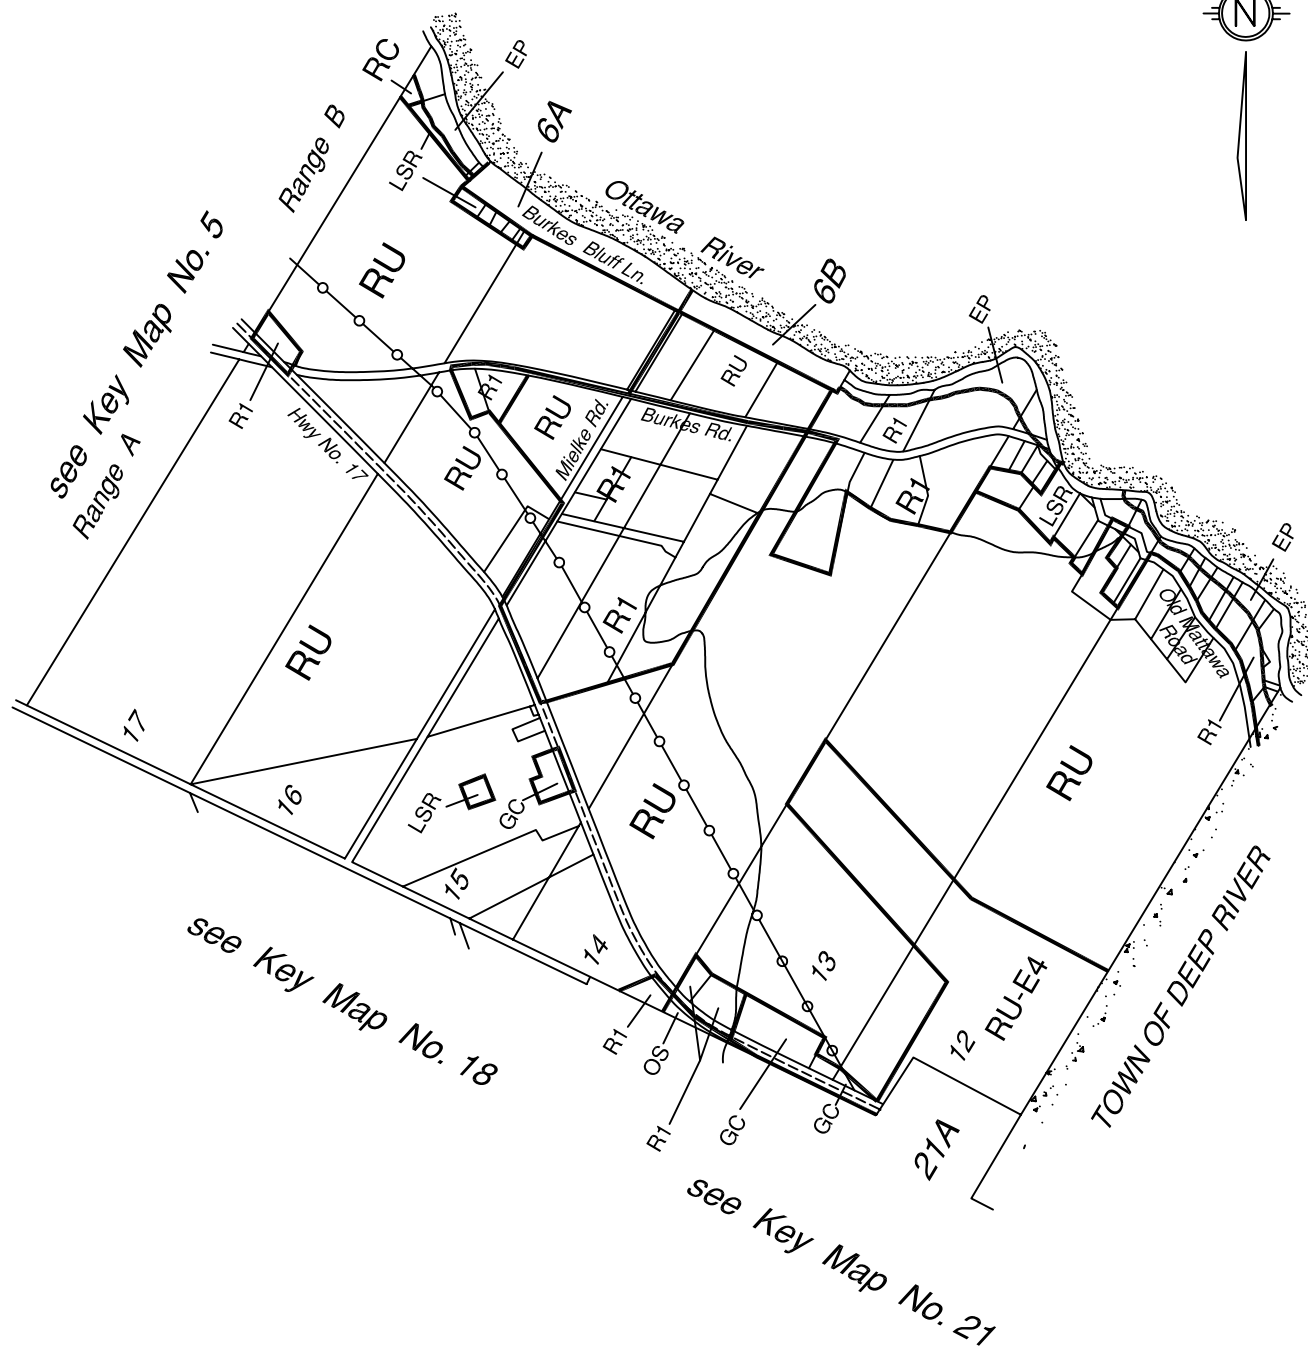 N
RC
EP
Range B
6A
LSR
Ottawa River
Burkes Bluff Ln.
see Key Map No. 5
RU
6B
EP
Range A
R1
Hwy No. 17
R1
RU
RU
RU
Mielke Rd.
Burkes Rd.
R1
R1
R1
LSR
EP
R1
Old Mattawa
Road
R1
RU
17
16
LSR
GC
15
RU
RU
14
13
12
RU-E4
TOWN OF DEEP RIVER
see Key Map No. 18
R1
OS
R1
GC
GC
21A
see Key Map No. 21